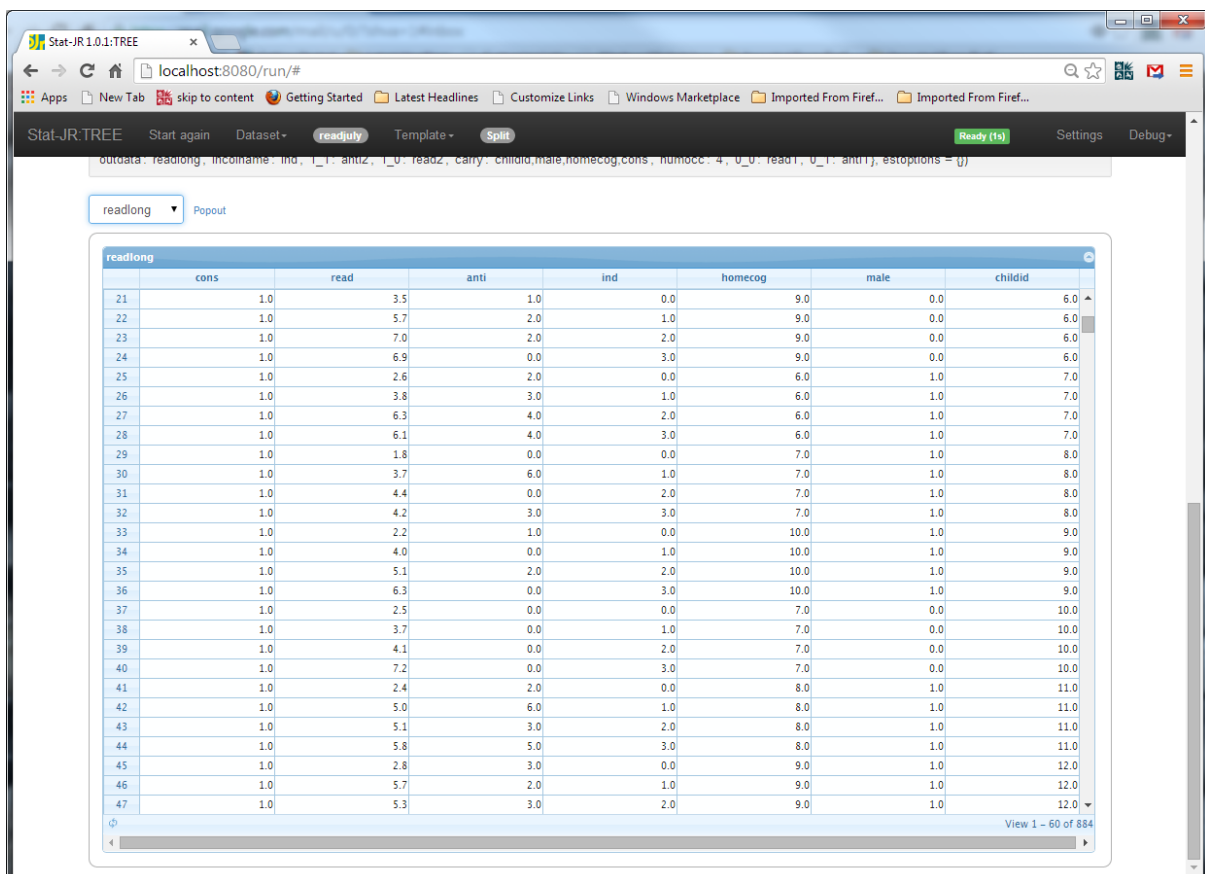 Stat-JR 1.0.1:TREE
localhost:8080/run/#
Apps New Tab skip to content Getting Started Latest Headlines Customize Links Windows Marketplace Imported From Firef... Imported From Firef...
Stat-JR:TREE Start again Dataset readjuly Template Split Ready (1s) Settings Debug
outdata': 'readlong', 'incolname': 'ind', '1_1': 'anti2', '1_0': 'read2', 'carry': 'childid,male,homecog,cons', 'numocc': '4', '0_0': 'read1', '0_1': 'anti1'}, estoptions = {})
readlong Popout
readlong
cons read anti ind homecog male childid
21 1.0 3.5 1.0 0.0 9.0 0.0 6.0
22 1.0 5.7 2.0 1.0 9.0 0.0 6.0
23 1.0 7.0 2.0 2.0 9.0 0.0 6.0
24 1.0 6.9 0.0 3.0 9.0 0.0 6.0
25 1.0 2.6 2.0 0.0 6.0 1.0 7.0
26 1.0 3.8 3.0 1.0 6.0 1.0 7.0
27 1.0 6.3 4.0 2.0 6.0 1.0 7.0
28 1.0 6.1 4.0 3.0 6.0 1.0 7.0
29 1.0 1.8 0.0 0.0 7.0 1.0 8.0
30 1.0 3.7 6.0 1.0 7.0 1.0 8.0
31 1.0 4.4 0.0 2.0 7.0 1.0 8.0
32 1.0 4.2 3.0 3.0 7.0 1.0 8.0
33 1.0 2.2 1.0 0.0 10.0 1.0 9.0
34 1.0 4.0 0.0 1.0 10.0 1.0 9.0
35 1.0 5.1 2.0 2.0 10.0 1.0 9.0
36 1.0 6.3 0.0 3.0 10.0 1.0 9.0
37 1.0 2.5 0.0 0.0 7.0 0.0 10.0
38 1.0 3.7 0.0 1.0 7.0 0.0 10.0
39 1.0 4.1 0.0 2.0 7.0 0.0 10.0
40 1.0 7.2 0.0 3.0 7.0 0.0 10.0
41 1.0 2.4 2.0 0.0 8.0 1.0 11.0
42 1.0 5.0 6.0 1.0 8.0 1.0 11.0
43 1.0 5.1 3.0 2.0 8.0 1.0 11.0
44 1.0 5.8 5.0 3.0 8.0 1.0 11.0
45 1.0 2.8 3.0 0.0 9.0 1.0 12.0
46 1.0 5.7 2.0 1.0 9.0 1.0 12.0
47 1.0 5.3 3.0 2.0 9.0 1.0 12.0
View 1 – 60 of 884